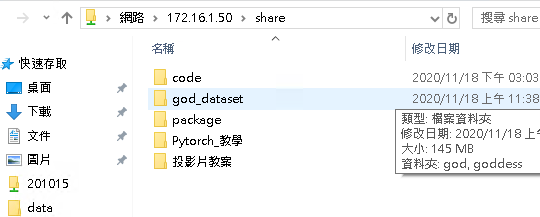 網路 > 172.16.1.50 > share
搜尋 share
名稱
修改日期
快速存取
桌面
下載
文件
圖片
201015
data
code
2020/11/18 下午 03:03
god_dataset
2020/11/18 上午 11:38
package
Pytorch_教學
投影片教案
類型: 檔案資料夾
修改日期: 2020/11/18 上午
大小: 145 MB
資料夾: god, goddess